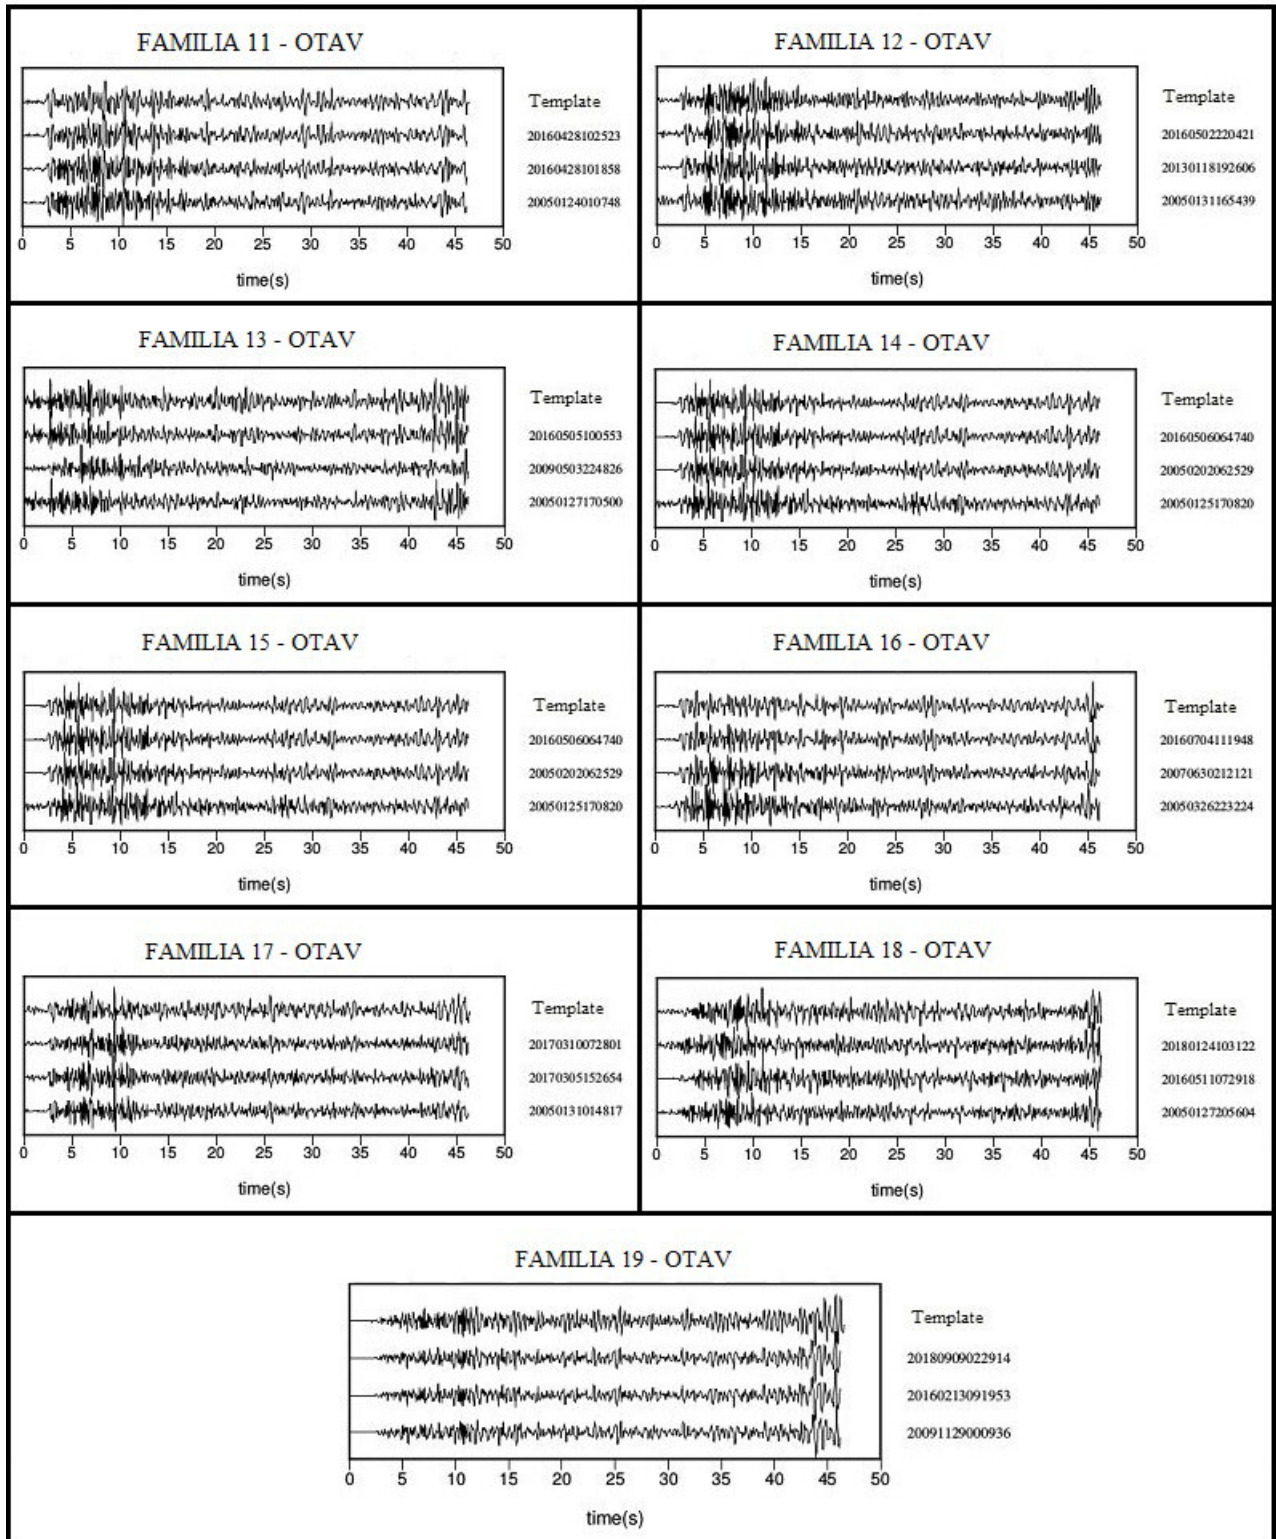 FAMILIA 11 - OTAV
Template
20160428102523
20160428101858
20050124010748
0 5 10 15 20 25 30 35 40 45 50
time(s)
FAMILIA 12 - OTAV
Template
20160502220421
20130118192606
20050131165439
0 5 10 15 20 25 30 35 40 45 50
time(s)
FAMILIA 13 - OTAV
Template
20160505100553
20090503224826
20050127170500
0 5 10 15 20 25 30 35 40 45 50
time(s)
FAMILIA 14 - OTAV
Template
20160506064740
20050202062529
20050125170820
0 5 10 15 20 25 30 35 40 45 50
time(s)
FAMILIA 15 - OTAV
Template
20160506064740
20050202062529
20050125170820
0 5 10 15 20 25 30 35 40 45 50
time(s)
FAMILIA 16 - OTAV
Template
20160704111948
20070630212121
20050326223224
0 5 10 15 20 25 30 35 40 45 50
time(s)
FAMILIA 17 - OTAV
Template
20170310072801
20170305152654
20050131014817
0 5 10 15 20 25 30 35 40 45 50
time(s)
FAMILIA 18 - OTAV
Template
20180124103122
20160511072918
20050127205604
0 5 10 15 20 25 30 35 40 45 50
time(s)
FAMILIA 19 - OTAV
Template
20180909022914
20160213091953
20091129000936
0 5 10 15 20 25 30 35 40 45 50
time(s)